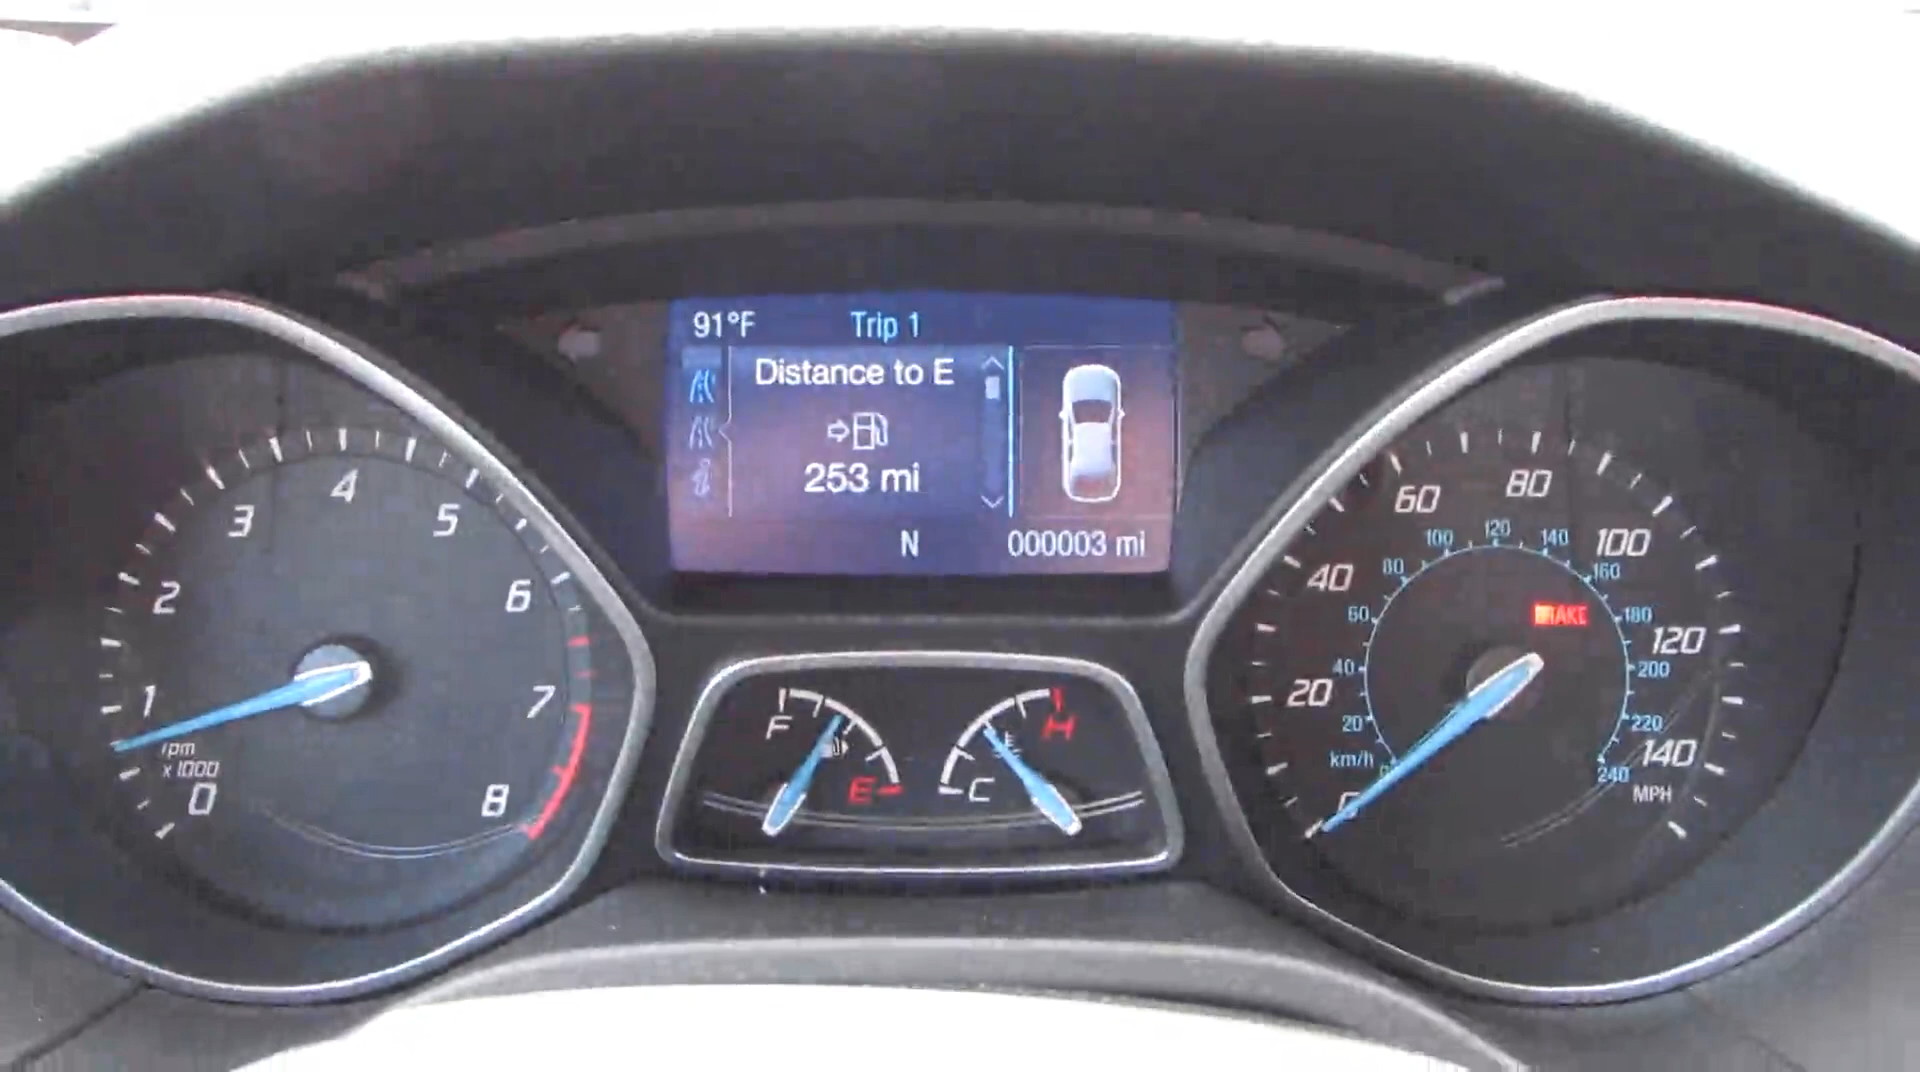 91°F Trip 1
Distance to E
253 mi
N 000003 mi
0 1 2 3 4 5 6 7 8
rpm
x 1000
F E
C H
20 40 60 80 100 120 140
MPH
20 40 60 80 100 120 140 160 180 200 220 240
km/h